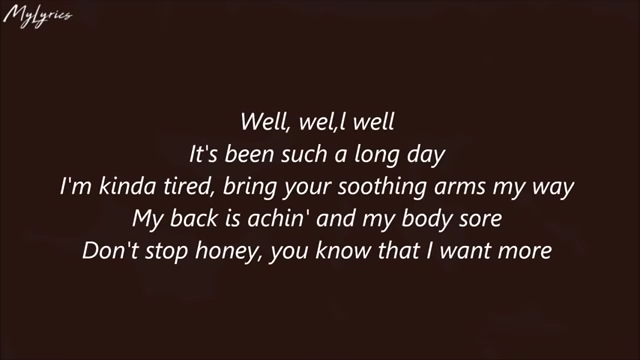 MyLyrics
Well, wel,l well
It's been such a long day
I'm kinda tired, bring your soothing arms my way
My back is achin' and my body sore
Don't stop honey, you know that I want more